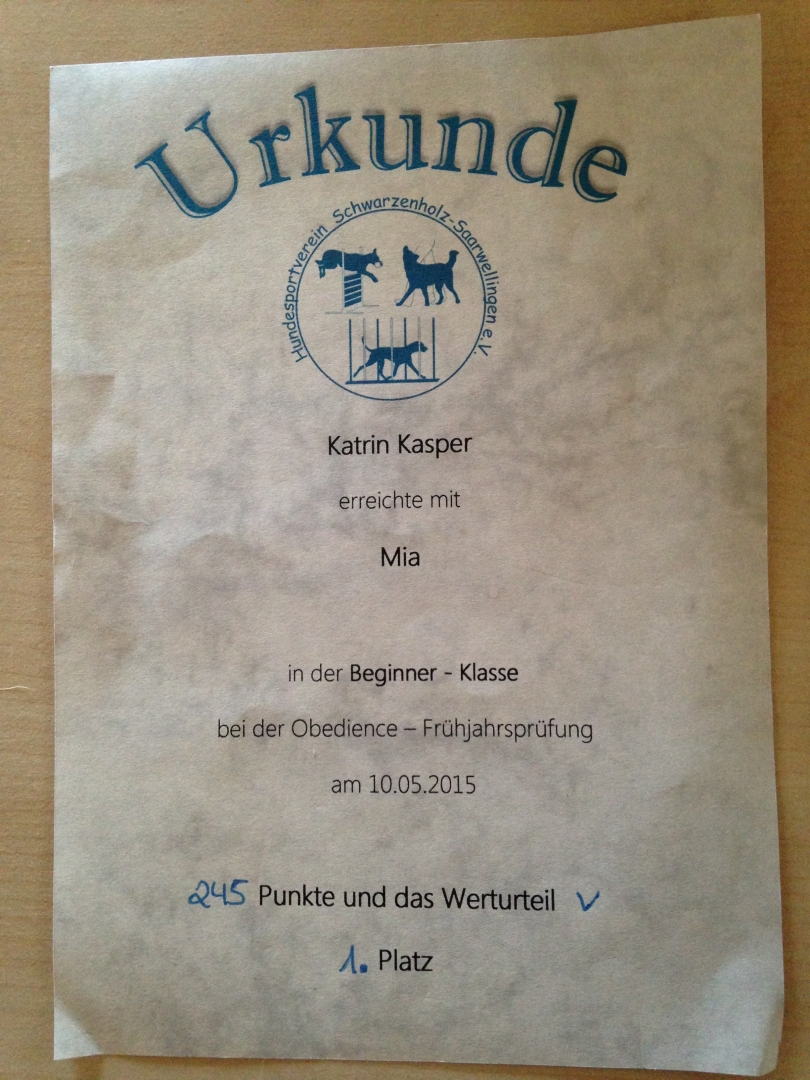 Urkunde
Hundesportverein Schwarzenholz-Saarwellingen e.V.
Katrin Kasper
erreichte mit
Mia
in der Beginner - Klasse
bei der Obedience – Frühjahrsprüfung
am 10.05.2015
245 Punkte und das Werturteil V
1. Platz